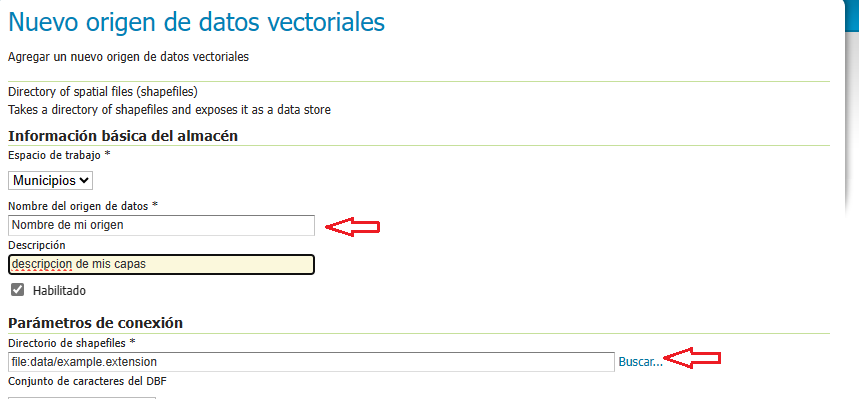 Nuevo origen de datos vectoriales
Agregar un nuevo origen de datos vectoriales
Directory of spatial files (shapefiles)
Takes a directory of shapefiles and exposes it as a data store
Información básica del almacén
Espacio de trabajo *
Municipios
Nombre del origen de datos *
Nombre de mi origen
Descripción
descripcion de mis capas
Habilitado
Parámetros de conexión
Directorio de shapefiles *
file:data/example.extension Buscar...
Conjunto de caracteres del DBF